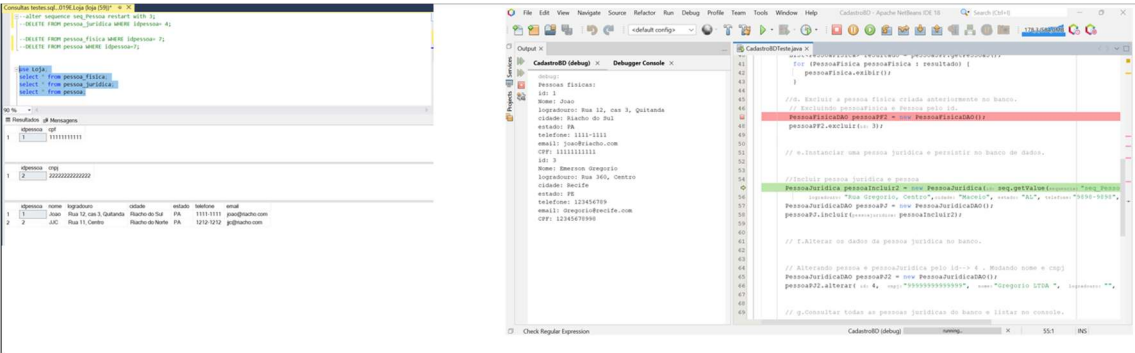 Consultas testes.sql...019E.Loja (loja (59))*
--alter sequence seq_Pessoa restart with 3;
--DELETE FROM pessoa_juridica WHERE idpessoa= 4;
--DELETE FROM pessoa_fisica WHERE idpessoa= 7;
--DELETE FROM pessoa WHERE idpessoa=7;
use Loja;
select * from pessoa_fisica;
select * from pessoa_juridica;
select * from pessoa;
90 %
Resultados Mensagens
idpessoa cpf
1 1 11111111111
idpessoa cnpj
1 2 22222222222222
idpessoa nome logradouro cidade estado telefone email
1 1 Joao Rua 12, cas 3, Quitanda Riacho do Sul PA 1111-1111 joao@riacho.com
2 2 JJC Rua 11, Centro Riacho do Norte PA 1212-1212 jjc@riacho.com
File Edit View Navigate Source Refactor Run Debug Profile Team Tools Window Help CadastroBD - Apache NetBeans IDE 18 Search (Ctrl+I)
<default config>
Output
CadastroBD (debug) Debugger Console
debug:
Pessoas fisicas:
id: 1
Nome: Joao
logradouro: Rua 12, cas 3, Quitanda
cidade: Riacho do Sul
estado: PA
telefone: 1111-1111
email: joao@riacho.com
CPF: 11111111111
id: 3
Nome: Emerson Gregorio
logradouro: Rua 360, Centro
cidade: Recife
estado: PE
telefone: 123456789
email: Gregorio@recife.com
CPF: 12345678990
Services
Projects
CadastroBDTeste.java
42 for (PessoaFisica pessoaFisica : resultado) {
pessoaFisica.exibir();
}
//d. Excluir a pessoa física criada anteriormente no banco.
// Excluindo pessoaFisica e Pessoa pelo id.
PessoaFisicaDAO pessoaPF2 = new PessoaFisicaDAO();
pessoaPF2.excluir(id: 3);
// e.Instanciar uma pessoa jurídica e persistir no banco de dados.
//Incluir pessoa juridica e pessoa
PessoaJuridica pessoaIncluir2 = new PessoaJuridica(id: seq.getValue( "seq_Pesso
logradouro: "Rua Gregorio, Centro", cidade: "Maceio", estado: "AL", telefone: "9898-9898",
PessoaJuridicaDAO pessoaPJ = new PessoaJuridicaDAO();
pessoaPJ.incluir( pessoaIncluir2);
// f.Alterar os dados da pessoa jurídica no banco.
// Alterando pessoa e pessoaJuridica pelo id--> 4 . Mudando nome e cnpj
PessoaJuridicaDAO pessoaPJ2 = new PessoaJuridicaDAO();
pessoaPJ2.alterar( id: 4, cnpj: "99999999999999", nome: "Gregorio LTDA ", logradouro: "",
// g.Consultar todas as pessoas jurídicas do banco e listar no console.
Check Regular Expression CadastroBD (debug) running... 55:1 INS